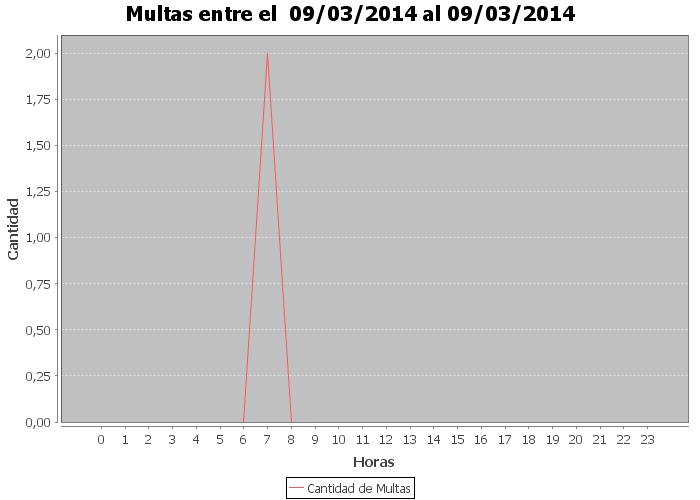 Multas entre el  09/03/2014 al 09/03/2014
2,00
1,75
1,50
1,25
1,00
0,75
0,50
0,25
0,00
Cantidad
0 1 2 3 4 5 6 7 8 9 10 11 12 13 14 15 16 17 18 19 20 21 22 23
Horas
Cantidad de Multas